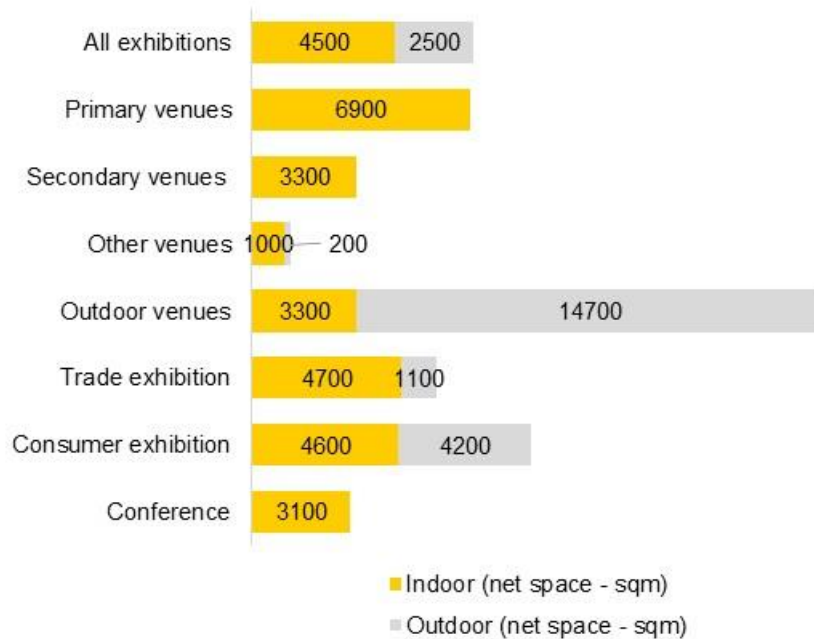 All exhibitions 4500 2500
Primary venues 6900
Secondary venues 3300
Other venues 1000 200
Outdoor venues 3300 14700
Trade exhibition 4700 1100
Consumer exhibition 4600 4200
Conference 3100
Indoor (net space - sqm)
Outdoor (net space - sqm)